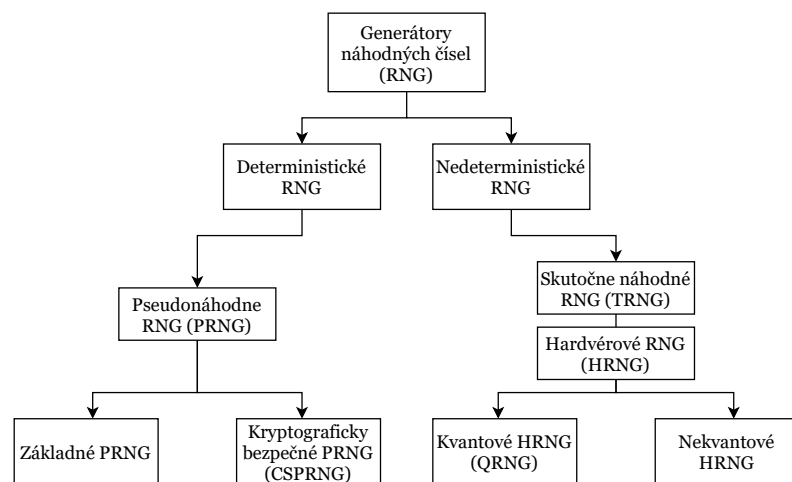 Generátory
náhodných čísel
(RNG)
Deterministické
RNG
Nedeterministické
RNG
Pseudonáhodne
RNG (PRNG)
Skutočne náhodné
RNG (TRNG)
Hardvérové RNG
(HRNG)
Základné PRNG
Kryptograficky
bezpečné PRNG
(CSPRNG)
Kvantové HRNG
(QRNG)
Nekvantové
HRNG